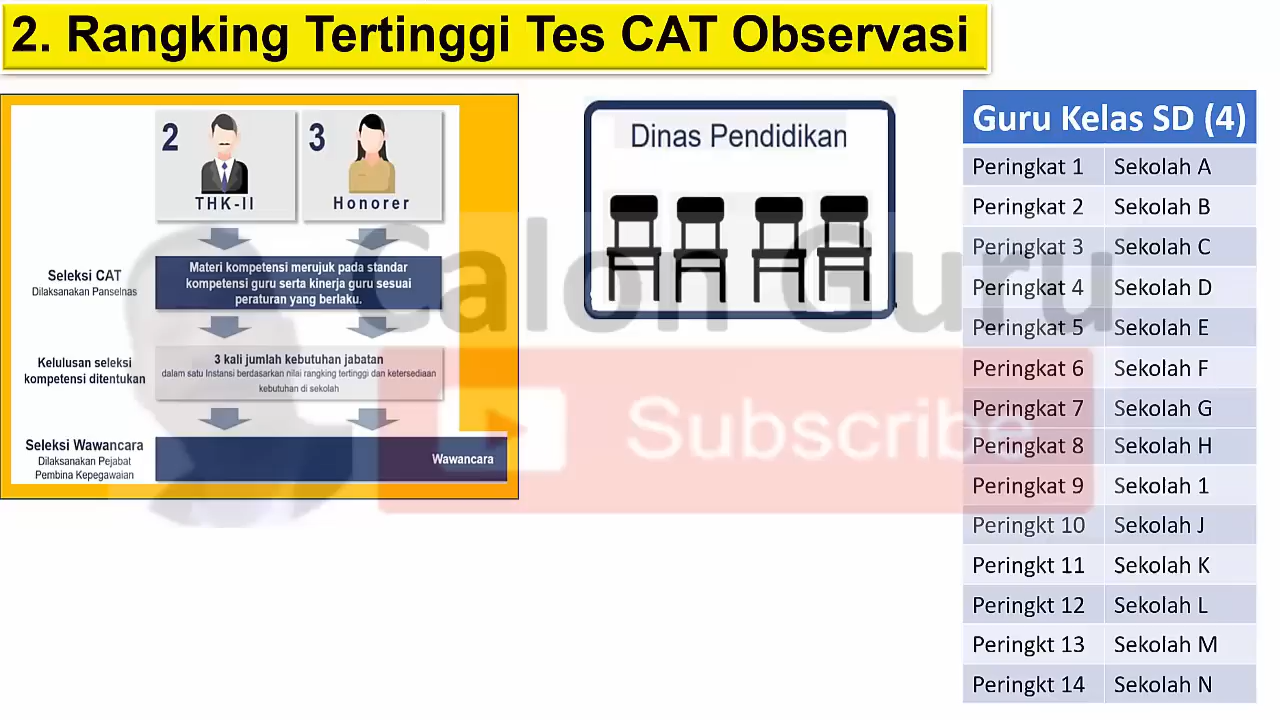 2. Rangking Tertinggi Tes CAT Observasi
2
THK-II
3
Honorer
Seleksi CAT
Dilaksanakan Panselnas
Materi kompetensi merujuk pada standar
kompetensi guru serta kinerja guru sesuai
peraturan yang berlaku.
Kelulusan seleksi
kompetensi ditentukan
3 kali jumlah kebutuhan jabatan
dalam satu Instansi berdasarkan nilai rangking tertinggi dan ketersediaan
kebutuhan di sekolah
Seleksi Wawancara
Dilaksanakan Pejabat
Pembina Kepegawaian
Wawancara
Dinas Pendidikan
Calon Guru
Subscribe
Guru Kelas SD (4)
Peringkat 1 Sekolah A
Peringkat 2 Sekolah B
Peringkat 3 Sekolah C
Peringkat 4 Sekolah D
Peringkat 5 Sekolah E
Peringkat 6 Sekolah F
Peringkat 7 Sekolah G
Peringkat 8 Sekolah H
Peringkat 9 Sekolah 1
Peringkt 10 Sekolah J
Peringkt 11 Sekolah K
Peringkt 12 Sekolah L
Peringkt 13 Sekolah M
Peringkt 14 Sekolah N